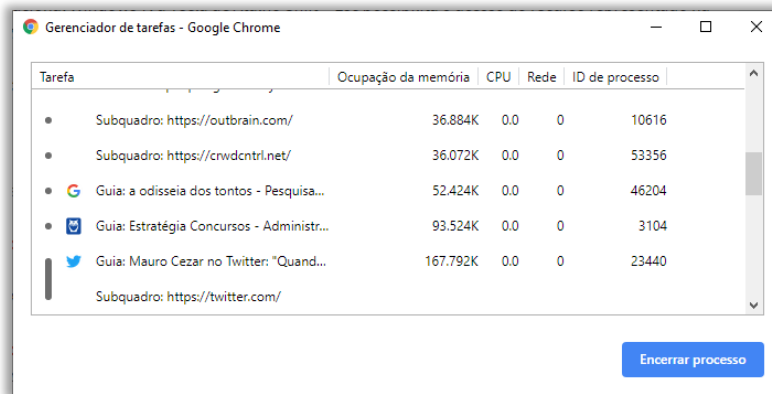 Gerenciador de tarefas - Google Chrome
Tarefa Ocupação da memória CPU Rede ID de processo
Subquadro: https://outbrain.com/ 36.884K 0.0 0 10616
Subquadro: https://crwdcntrl.net/ 36.072K 0.0 0 53356
Guia: a odisseia dos tontos - Pesquisa... 52.424K 0.0 0 46204
Guia: Estratégia Concursos - Administr... 93.524K 0.0 0 3104
Guia: Mauro Cezar no Twitter: "Quand... 167.792K 0.0 0 23440
Subquadro: https://twitter.com/
Encerrar processo